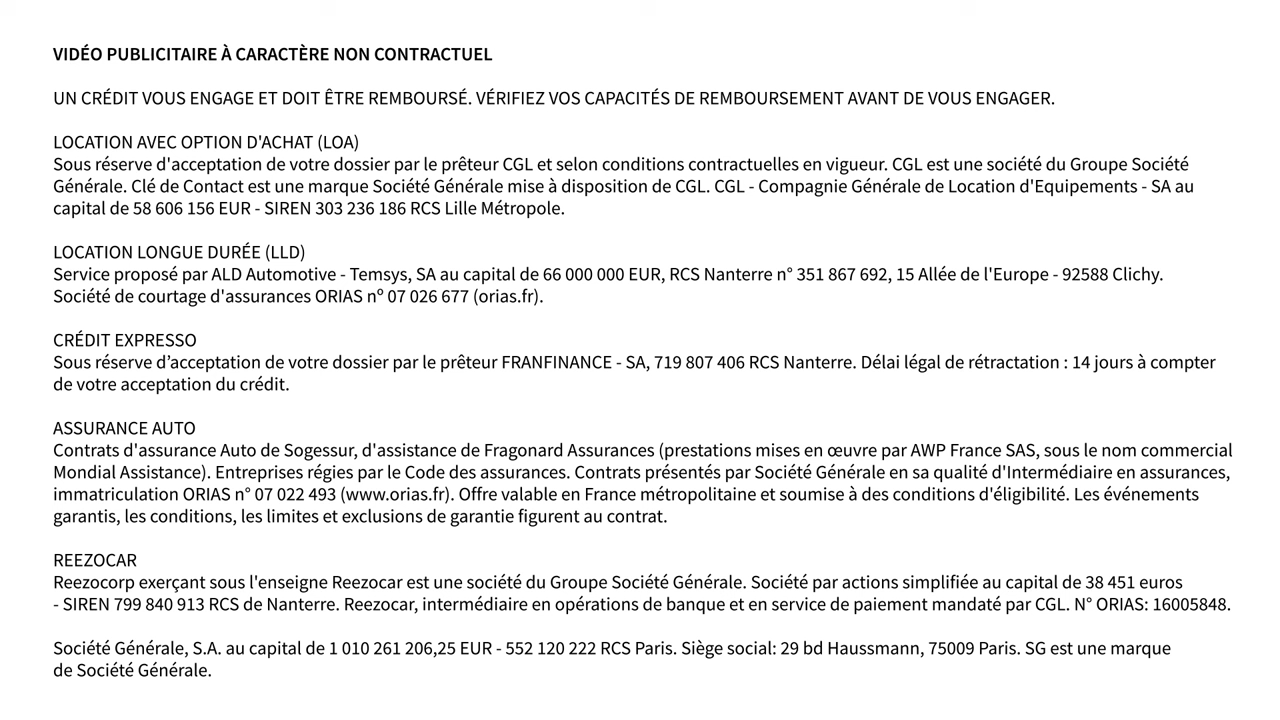 VIDÉO PUBLICITAIRE À CARACTÈRE NON CONTRACTUEL
UN CRÉDIT VOUS ENGAGE ET DOIT ÊTRE REMBOURSÉ. VÉRIFIEZ VOS CAPACITÉS DE REMBOURSEMENT AVANT DE VOUS ENGAGER.
LOCATION AVEC OPTION D'ACHAT (LOA)
Sous réserve d'acceptation de votre dossier par le prêteur CGL et selon conditions contractuelles en vigueur. CGL est une société du Groupe Société
Générale. Clé de Contact est une marque Société Générale mise à disposition de CGL. CGL - Compagnie Générale de Location d'Equipements - SA au
capital de 58 606 156 EUR - SIREN 303 236 186 RCS Lille Métropole.
LOCATION LONGUE DURÉE (LLD)
Service proposé par ALD Automotive - Temsys, SA au capital de 66 000 000 EUR, RCS Nanterre n° 351 867 692, 15 Allée de l'Europe - 92588 Clichy.
Société de courtage d'assurances ORIAS nº 07 026 677 (orias.fr).
CRÉDIT EXPRESSO
Sous réserve d’acceptation de votre dossier par le prêteur FRANFINANCE - SA, 719 807 406 RCS Nanterre. Délai légal de rétractation : 14 jours à compter
de votre acceptation du crédit.
ASSURANCE AUTO
Contrats d'assurance Auto de Sogessur, d'assistance de Fragonard Assurances (prestations mises en œuvre par AWP France SAS, sous le nom commercial
Mondial Assistance). Entreprises régies par le Code des assurances. Contrats présentés par Société Générale en sa qualité d'Intermédiaire en assurances,
immatriculation ORIAS n° 07 022 493 (www.orias.fr). Offre valable en France métropolitaine et soumise à des conditions d'éligibilité. Les événements
garantis, les conditions, les limites et exclusions de garantie figurent au contrat.
REEZOCAR
Reezocorp exerçant sous l'enseigne Reezocar est une société du Groupe Société Générale. Société par actions simplifiée au capital de 38 451 euros
- SIREN 799 840 913 RCS de Nanterre. Reezocar, intermédiaire en opérations de banque et en service de paiement mandaté par CGL. N° ORIAS: 16005848.
Société Générale, S.A. au capital de 1 010 261 206,25 EUR - 552 120 222 RCS Paris. Siège social: 29 bd Haussmann, 75009 Paris. SG est une marque
de Société Générale.